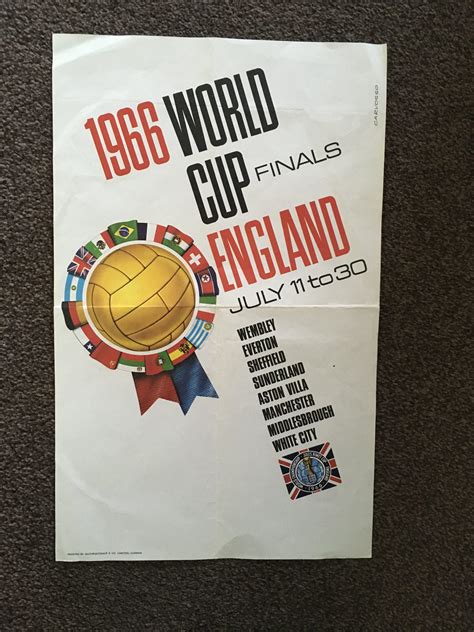 CARVOSSO
1966 WORLD
CUP FINALS
ENGLAND
JULY 11 to 30
WEMBLEY
EVERTON
SHEFFIELD
SUNDERLAND
ASTON VILLA
MANCHESTER
MIDDLESBROUGH
WHITE CITY